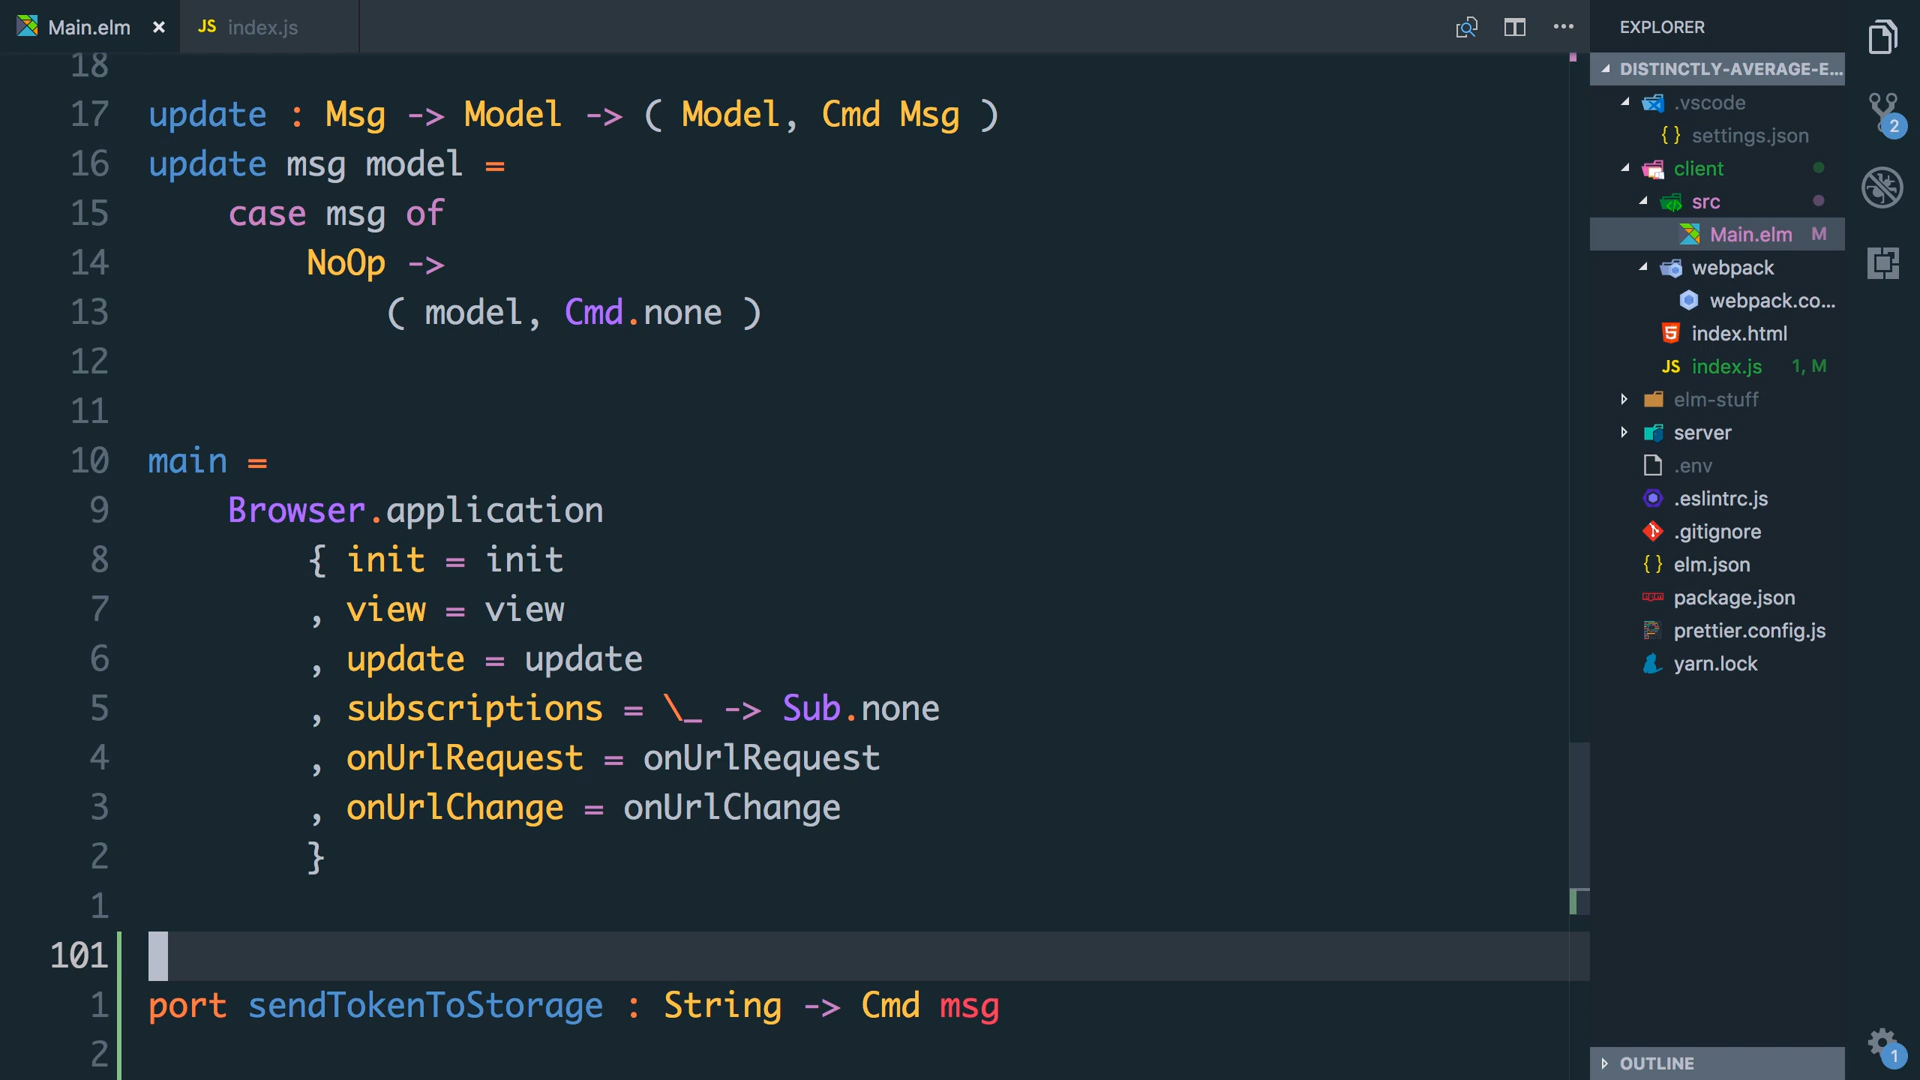 Main.elm × JS index.js
18
17 update : Msg -> Model -> ( Model, Cmd Msg )
16 update msg model =
15 case msg of
14 NoOp ->
13 ( model, Cmd.none )
12
11
10 main =
9 Browser.application
8 { init = init
7 , view = view
6 , update = update
5 , subscriptions = \_ -> Sub.none
4 , onUrlRequest = onUrlRequest
3 , onUrlChange = onUrlChange
2 }
1
101
1 port sendTokenToStorage : String -> Cmd msg
2
EXPLORER
DISTINCTLY-AVERAGE-E...
.vscode
{ } settings.json
client
src
Main.elm M
webpack
webpack.co...
index.html
JS index.js 1, M
elm-stuff
server
.env
.eslintrc.js
.gitignore
{ } elm.json
package.json
prettier.config.js
yarn.lock
OUTLINE
2
1